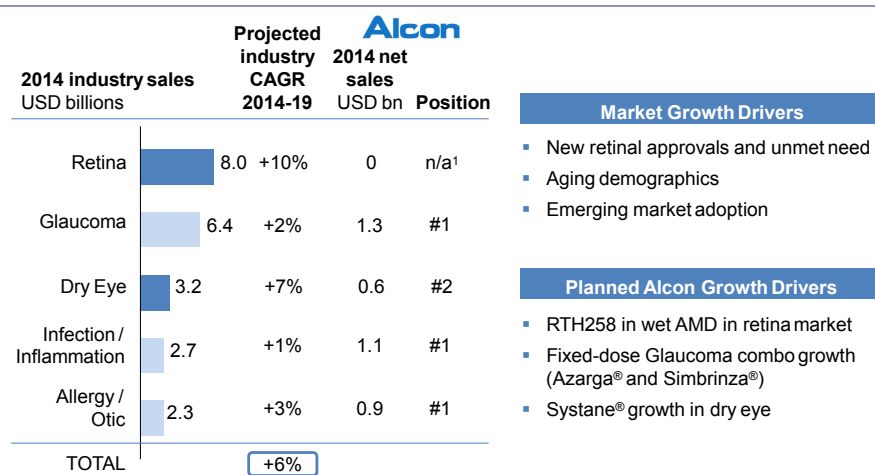 Alcon
Projected
industry
CAGR
2014-19
2014 net
sales
USD bn
Position
2014 industry sales
USD billions
Retina 8.0 +10% 0 n/a¹
Glaucoma 6.4 +2% 1.3 #1
Dry Eye 3.2 +7% 0.6 #2
Infection /
Inflammation 2.7 +1% 1.1 #1
Allergy /
Otic 2.3 +3% 0.9 #1
TOTAL +6%
Market Growth Drivers
▪ New retinal approvals and unmet need
▪ Aging demographics
▪ Emerging market adoption
Planned Alcon Growth Drivers
▪ RTH258 in wet AMD in retina market
▪ Fixed-dose Glaucoma combo growth
(Azarga® and Simbrinza®)
▪ Systane® growth in dry eye